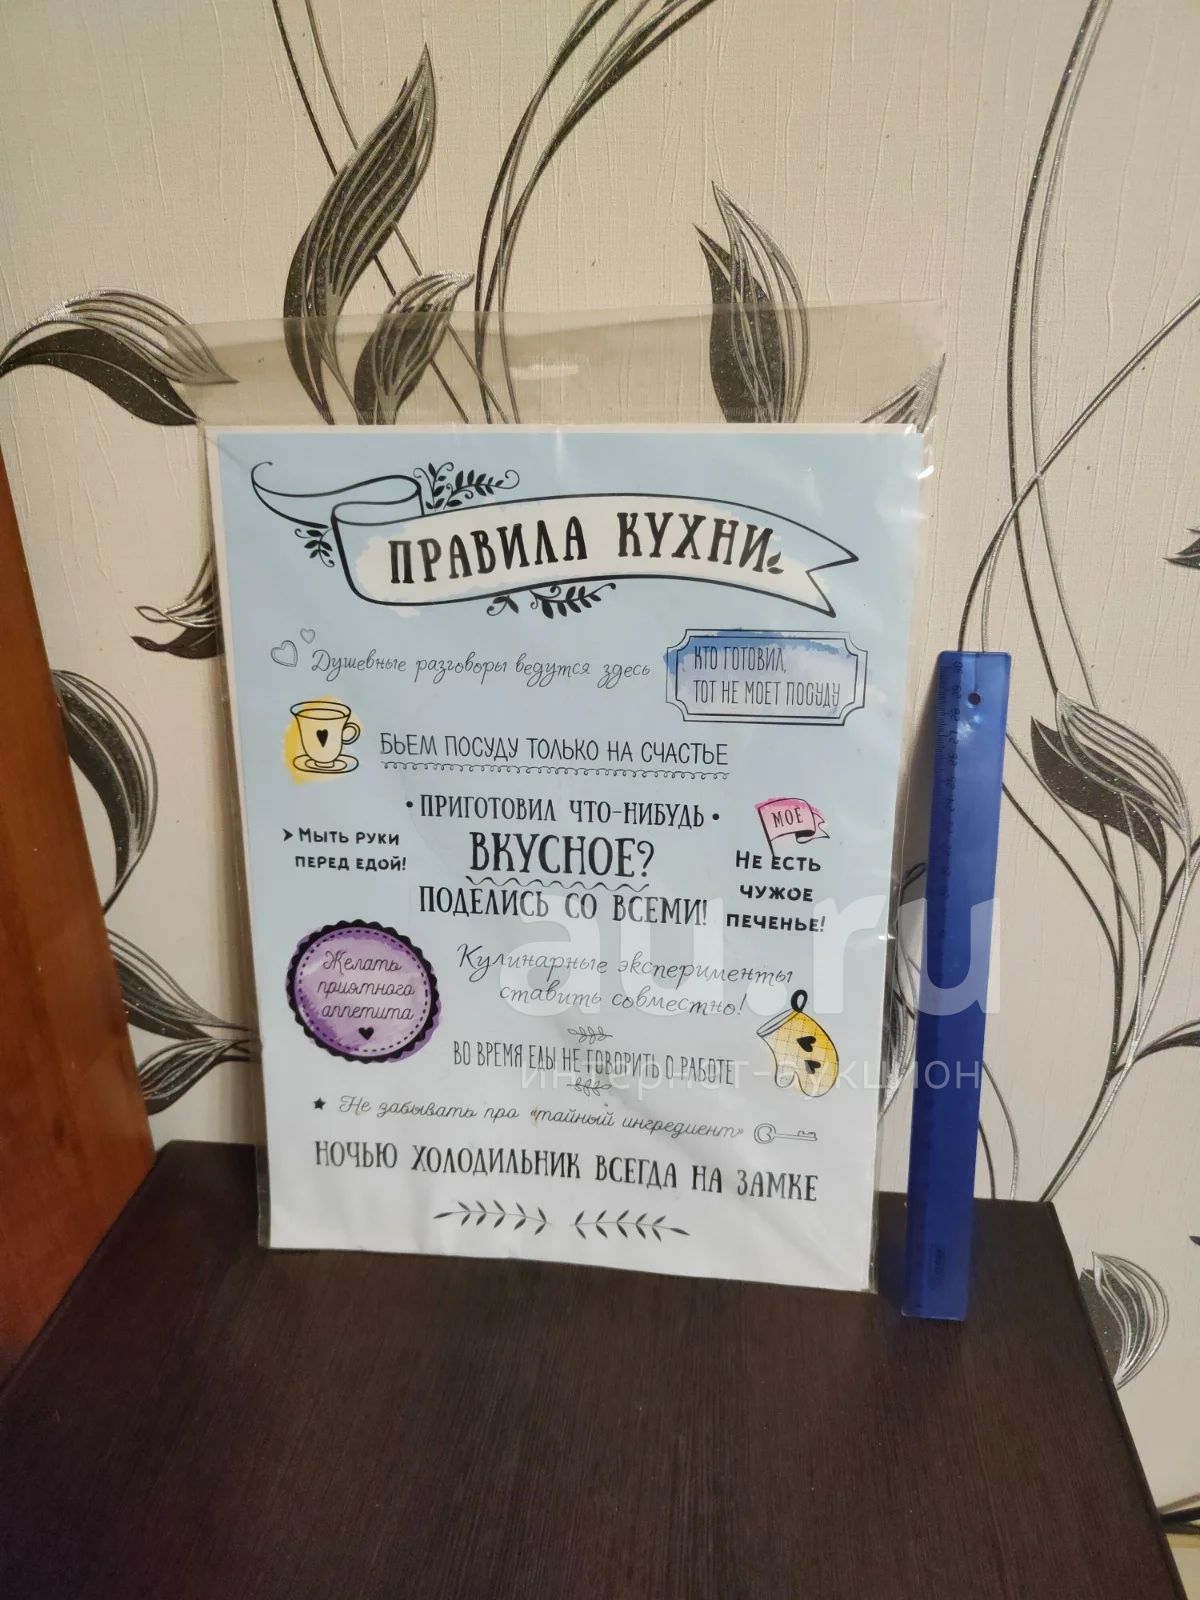 ПРАВИЛА КУХНИ
Душевные разговоры ведутся здесь
КТО ГОТОВИЛ,
ТОТ НЕ МОЕТ ПОСУДУ
БЬЕМ ПОСУДУ ТОЛЬКО НА СЧАСТЬЕ
• ПРИГОТОВИЛ ЧТО-НИБУДЬ •
ВКУСНОЕ?
ПОДЕЛИСЬ СО ВСЕМИ!
МЫТЬ РУКИ
ПЕРЕД ЕДОЙ!
МОЁ
НЕ ЕСТЬ
ЧУЖОЕ
ПЕЧЕНЬЕ!
Желать
приятного
аппетита
Кулинарные эксперименты
ставить совместно!
ВО ВРЕМЯ ЕДЫ НЕ ГОВОРИТЬ О РАБОТЕ
★ Не забывать про «тайный ингредиент»
НОЧЬЮ ХОЛОДИЛЬНИК ВСЕГДА НА ЗАМКЕ
au.ru
интернет-аукцион